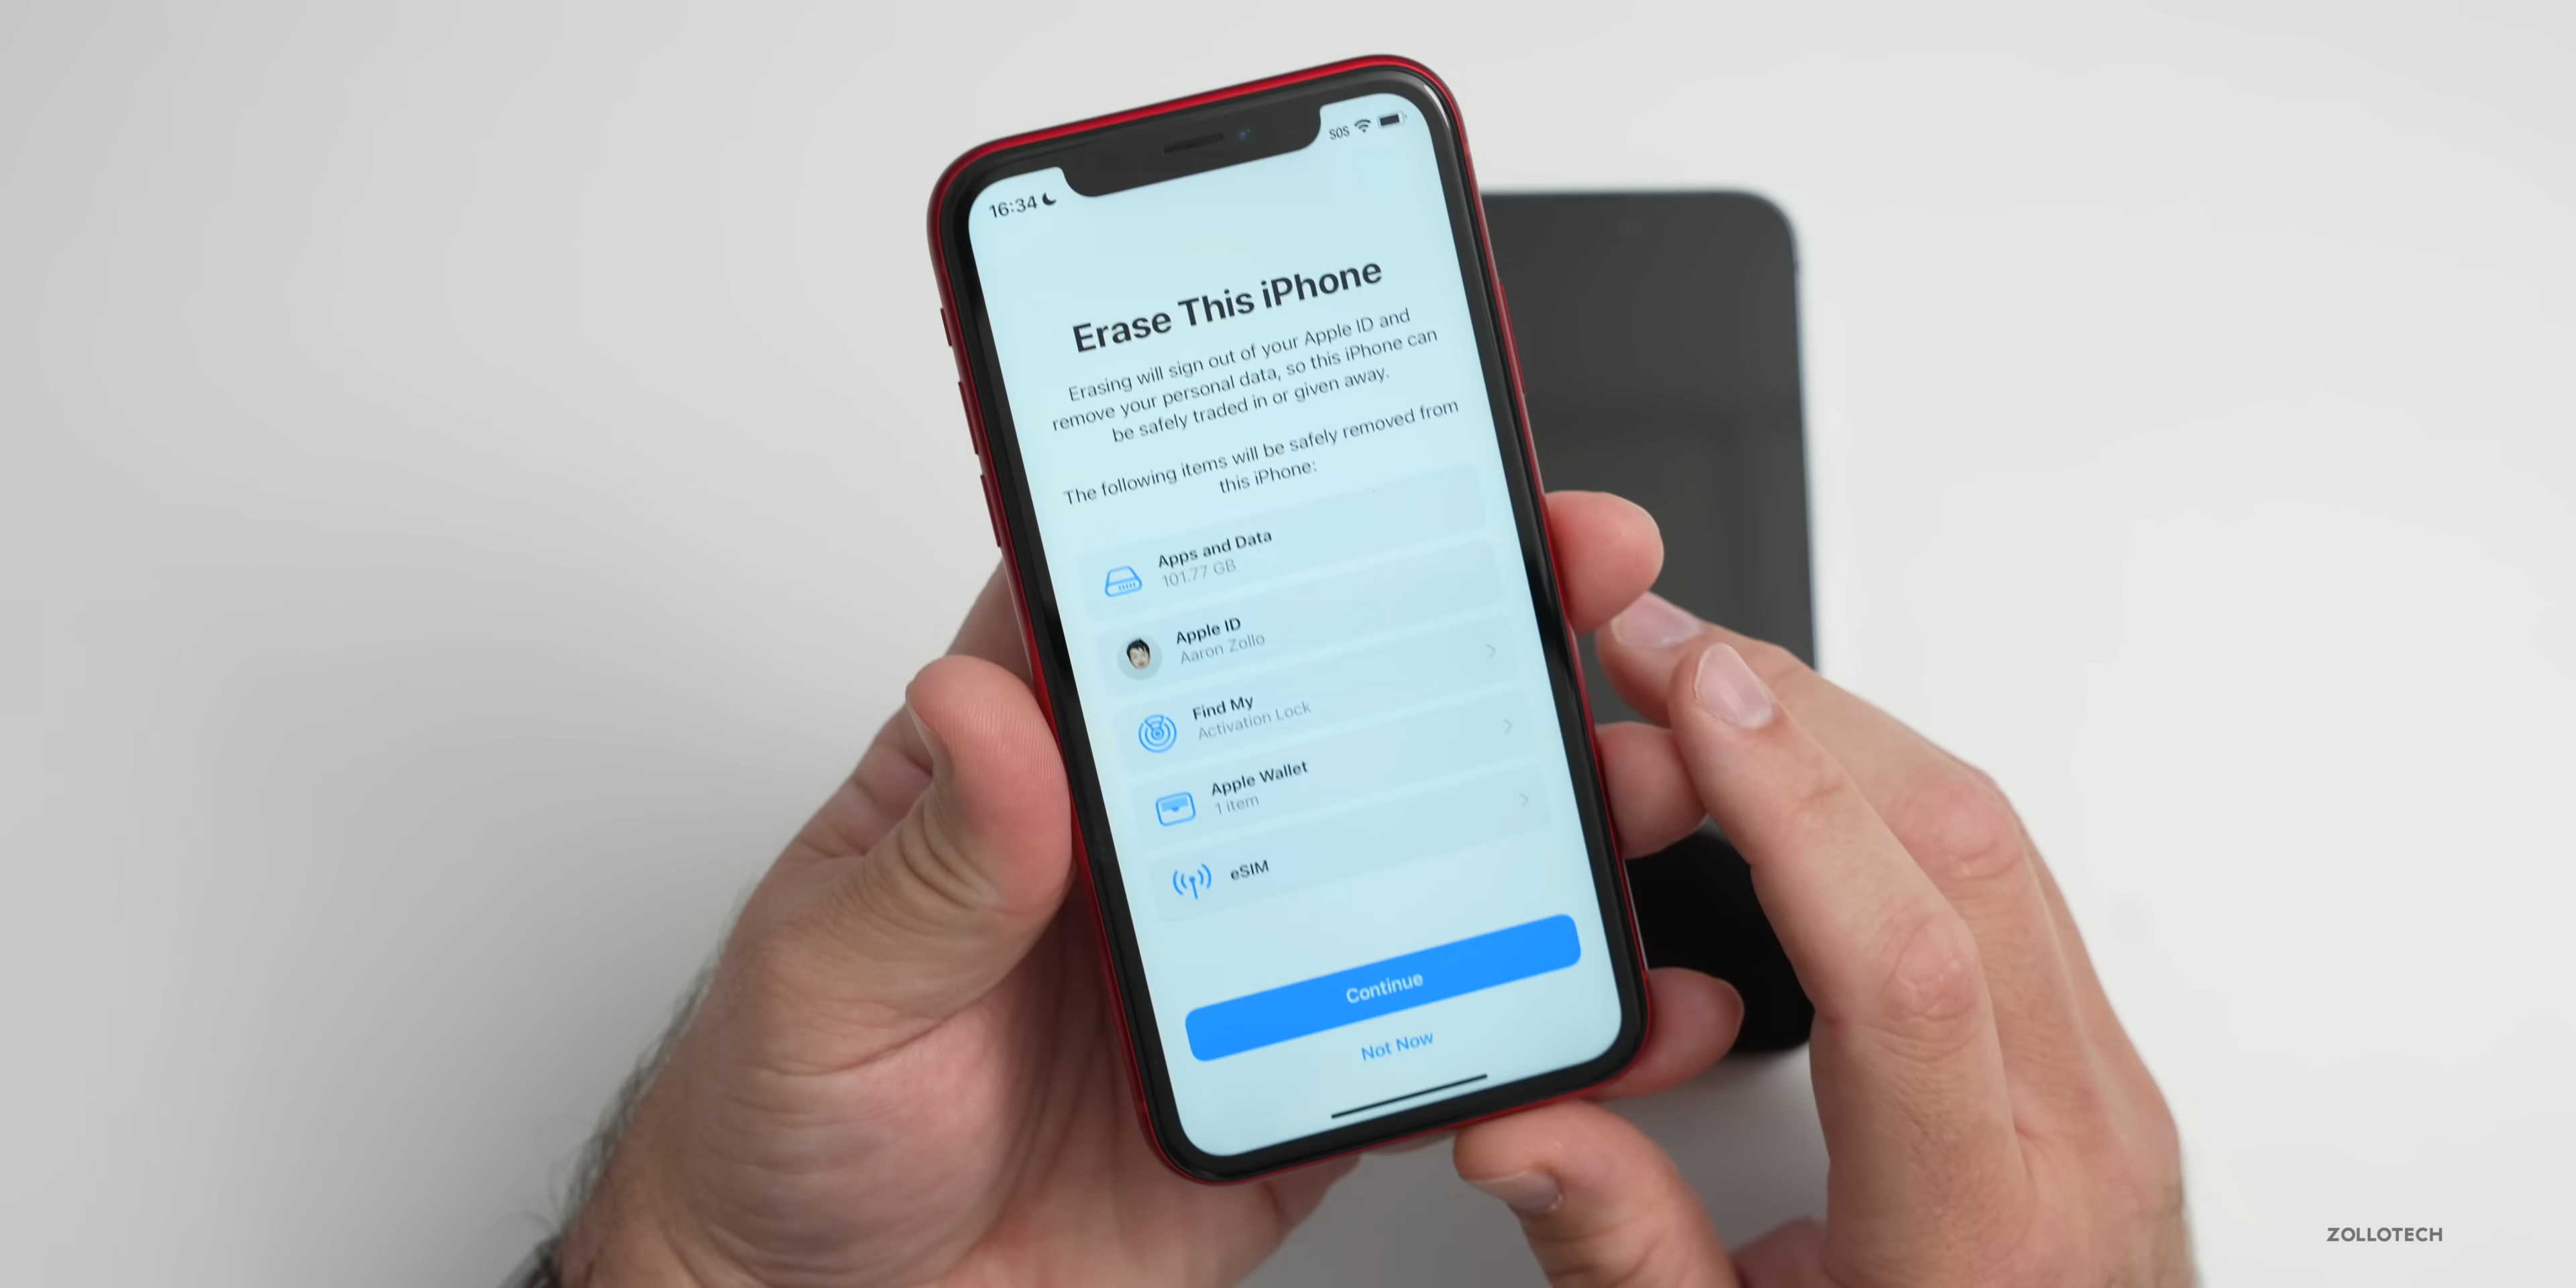 16:34
SOS
Erase This iPhone
Erasing will sign out of your Apple ID and
remove your personal data, so this iPhone can
be safely traded in or given away.
The following items will be safely removed from
this iPhone:
Apps and Data
101.77 GB
Apple ID
Aaron Zollo
Find My
Activation Lock
Apple Wallet
1 item
eSIM
Continue
Not Now
ZOLLOTECH